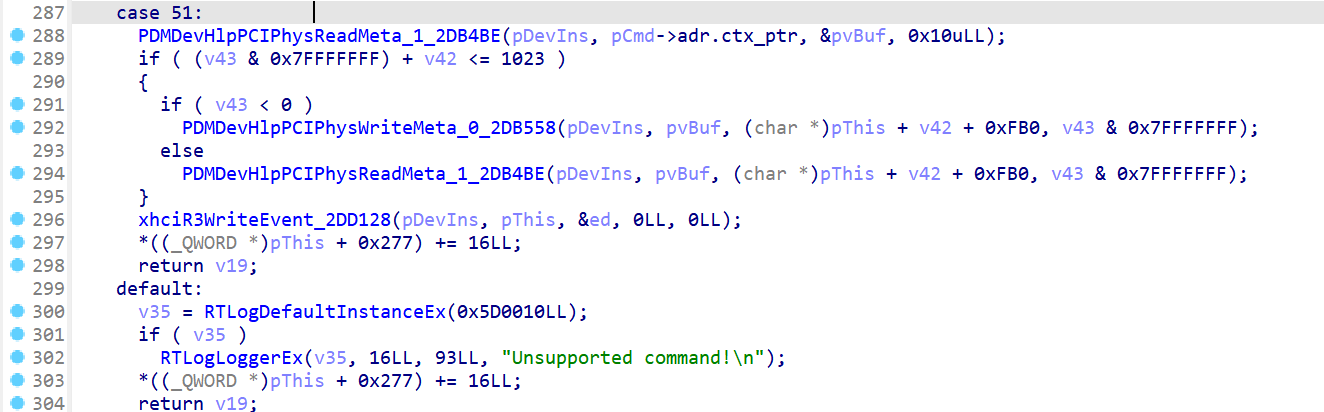 287 case 51:
288 PDMDevHlpPCIPhysReadMeta_1_2DB4BE(pDevIns, pCmd->adr.ctx_ptr, &pvBuf, 0x10uLL);
289 if ( (v43 & 0x7FFFFFFF) + v42 <= 1023 )
290 {
291 if ( v43 < 0 )
292 PDMDevHlpPCIPhysWriteMeta_0_2DB558(pDevIns, pvBuf, (char *)pThis + v42 + 0xFB0, v43 & 0x7FFFFFFF);
293 else
294 PDMDevHlpPCIPhysReadMeta_1_2DB4BE(pDevIns, pvBuf, (char *)pThis + v42 + 0xFB0, v43 & 0x7FFFFFFF);
295 }
296 xhciR3WriteEvent_2DD128(pDevIns, pThis, &ed, 0LL, 0LL);
297 *((_QWORD *)pThis + 0x277) += 16LL;
298 return v19;
299 default:
300 v35 = RTLogDefaultInstanceEx(0x5D0010LL);
301 if ( v35 )
302 RTLogLoggerEx(v35, 16LL, 93LL, "Unsupported command!\n");
303 *((_QWORD *)pThis + 0x277) += 16LL;
304 return v19;